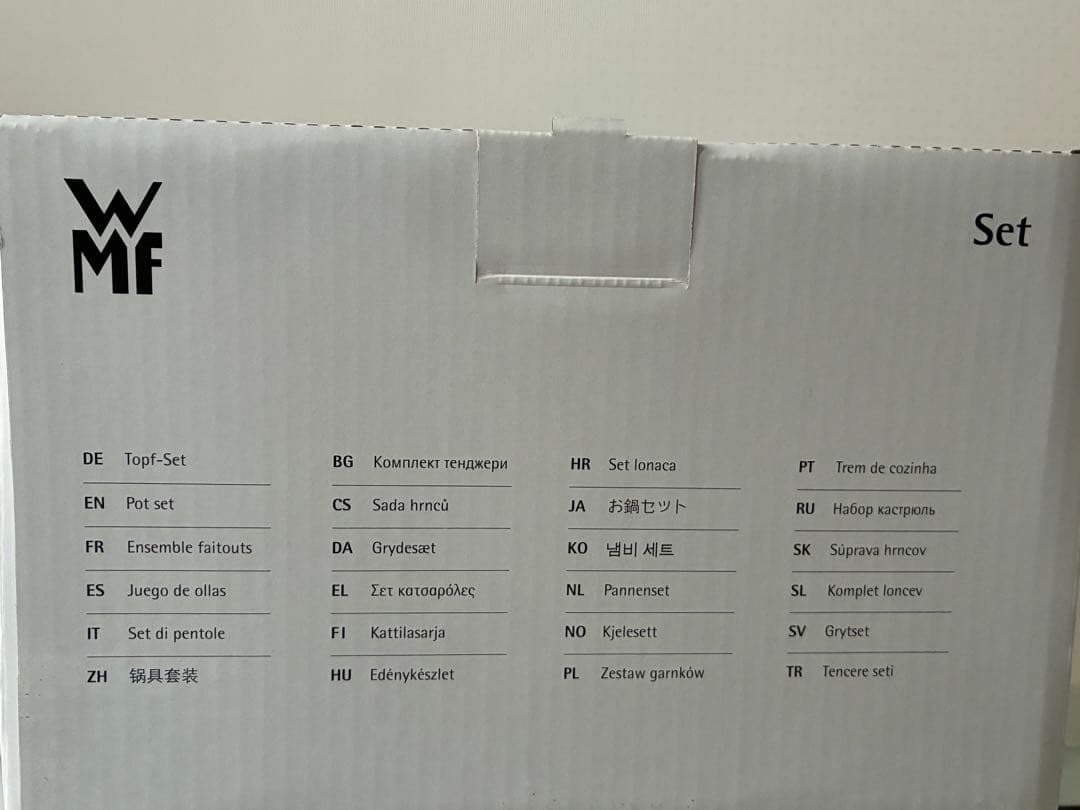 WMF
Set
DE Topf-Set
EN Pot set
FR Ensemble faitouts
ES Juego de ollas
IT Set di pentole
ZH 锅具套装
BG Комплект тенджери
CS Sada hrnců
DA Grydesæt
EL Σετ κατσαρόλες
FI Kattilasarja
HU Edénykészlet
HR Set lonaca
JA お鍋セット
KO 냄비 세트
NL Pannenset
NO Kjelesett
PL Zestaw garnków
PT Trem de cozinha
RU Набор кастрюль
SK Súprava hrncov
SL Komplet loncev
SV Grytset
TR Tencere seti